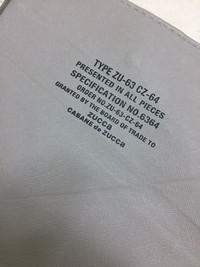 TYPE ZU-63 CZ-64
PRESENTED IN ALL PIECES
SPECIFICATION NO.6364
ORDER NO.ZU-63-CZ-64
GRANTED BY THE BOARD OF TRADE TO
ZUCCa
CABANE de ZUCCa